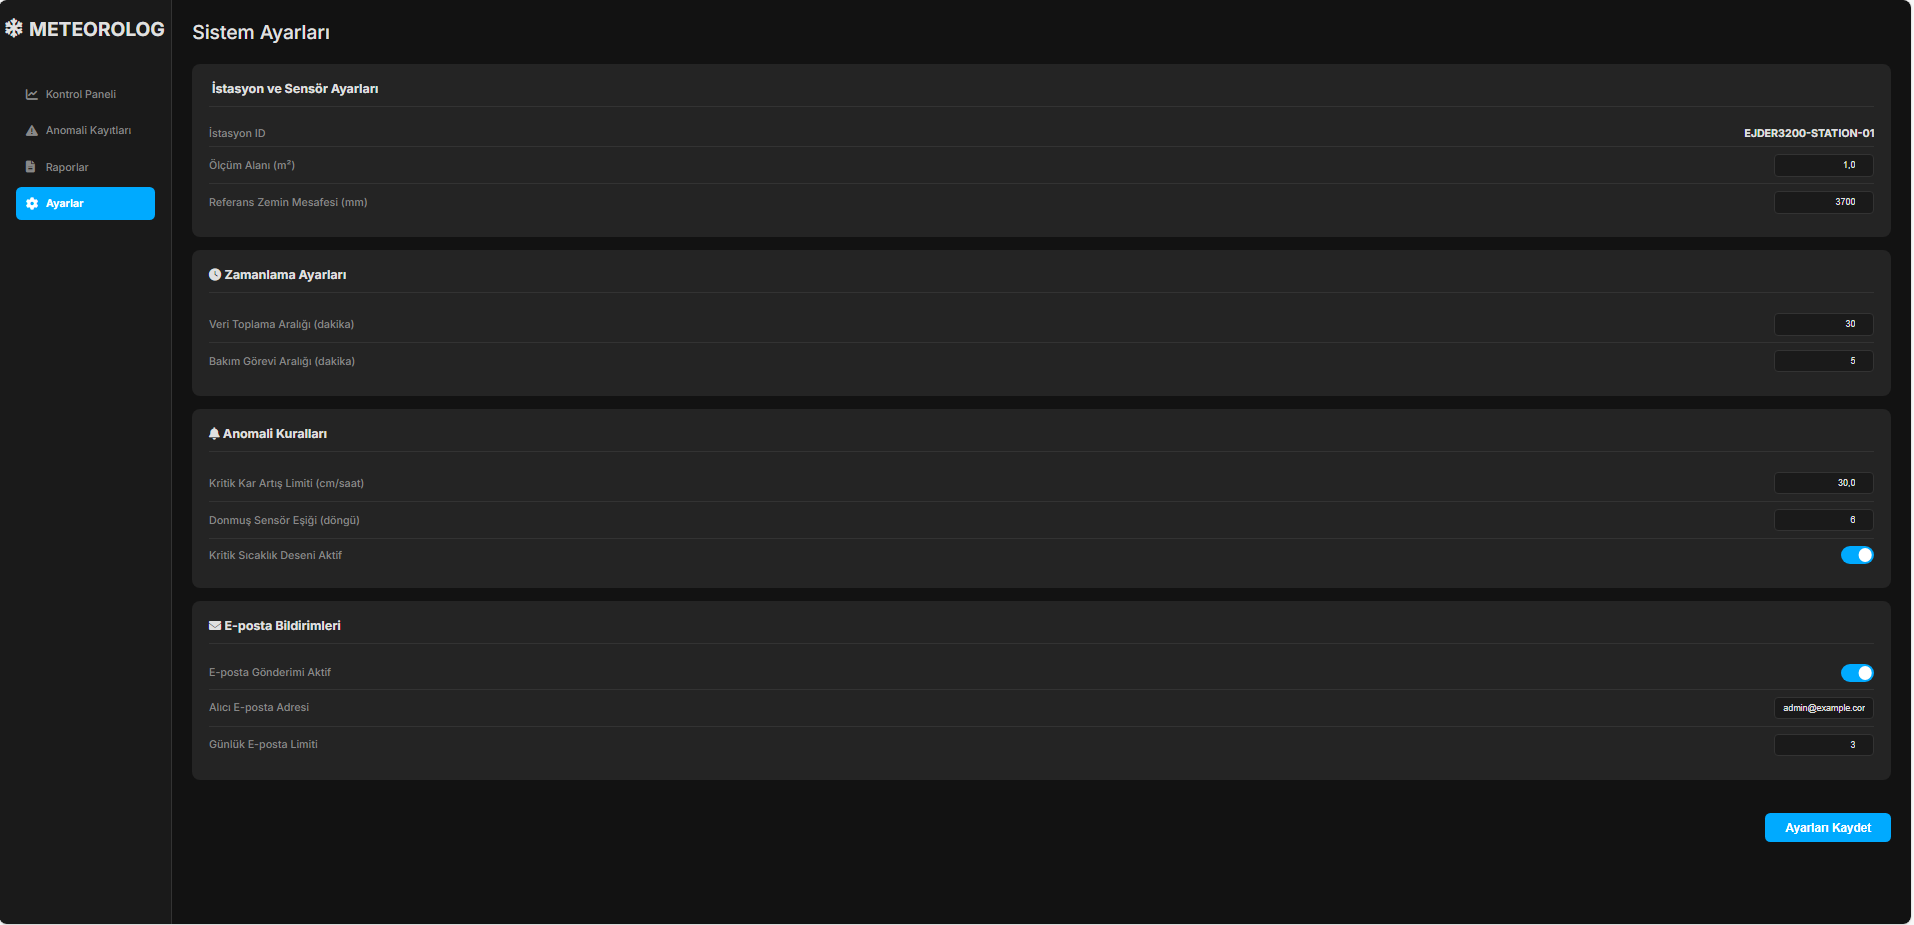 METEOROLOG
Kontrol Paneli
Anomali Kayıtları
Raporlar
Ayarlar
Sistem Ayarları
İstasyon ve Sensör Ayarları
İstasyon ID EJDER3200-STATION-01
Ölçüm Alanı (m²) 1,0
Referans Zemin Mesafesi (mm) 3700
Zamanlama Ayarları
Veri Toplama Aralığı (dakika) 30
Bakım Görevi Aralığı (dakika) 5
Anomali Kuralları
Kritik Kar Artış Limiti (cm/saat) 30,0
Donmuş Sensör Eşiği (döngü) 6
Kritik Sıcaklık Deseni Aktif
E-posta Bildirimleri
E-posta Gönderimi Aktif
Alıcı E-posta Adresi admin@example.cor
Günlük E-posta Limiti 3
Ayarları Kaydet